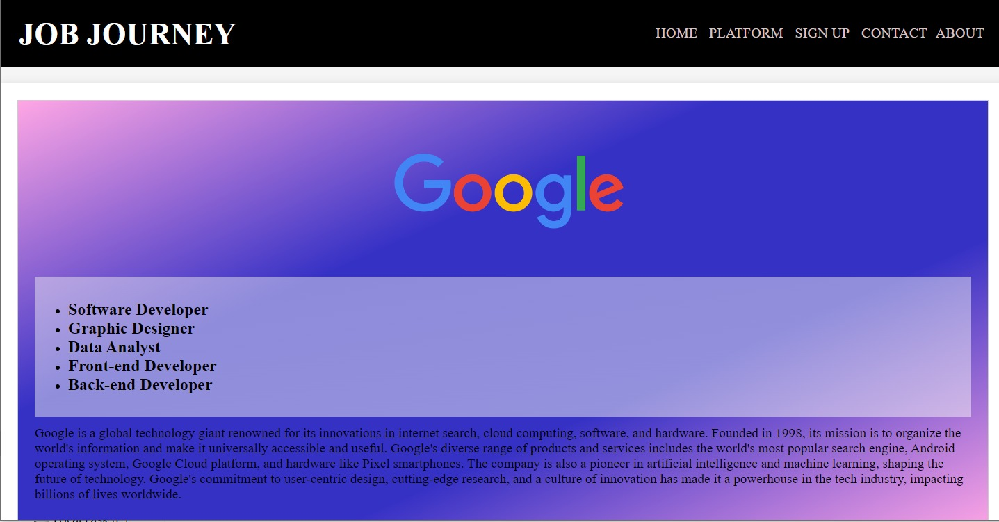 JOB JOURNEY
HOME PLATFORM SIGN UP CONTACT ABOUT
Google
• Software Developer
• Graphic Designer
• Data Analyst
• Front-end Developer
• Back-end Developer
Google is a global technology giant renowned for its innovations in internet search, cloud computing, software, and hardware. Founded in 1998, its mission is to organize the
world's information and make it universally accessible and useful. Google's diverse range of products and services includes the world's most popular search engine, Android
operating system, Google Cloud platform, and hardware like Pixel smartphones. The company is also a pioneer in artificial intelligence and machine learning, shaping the
future of technology. Google's commitment to user-centric design, cutting-edge research, and a culture of innovation has made it a powerhouse in the tech industry, impacting
billions of lives worldwide.